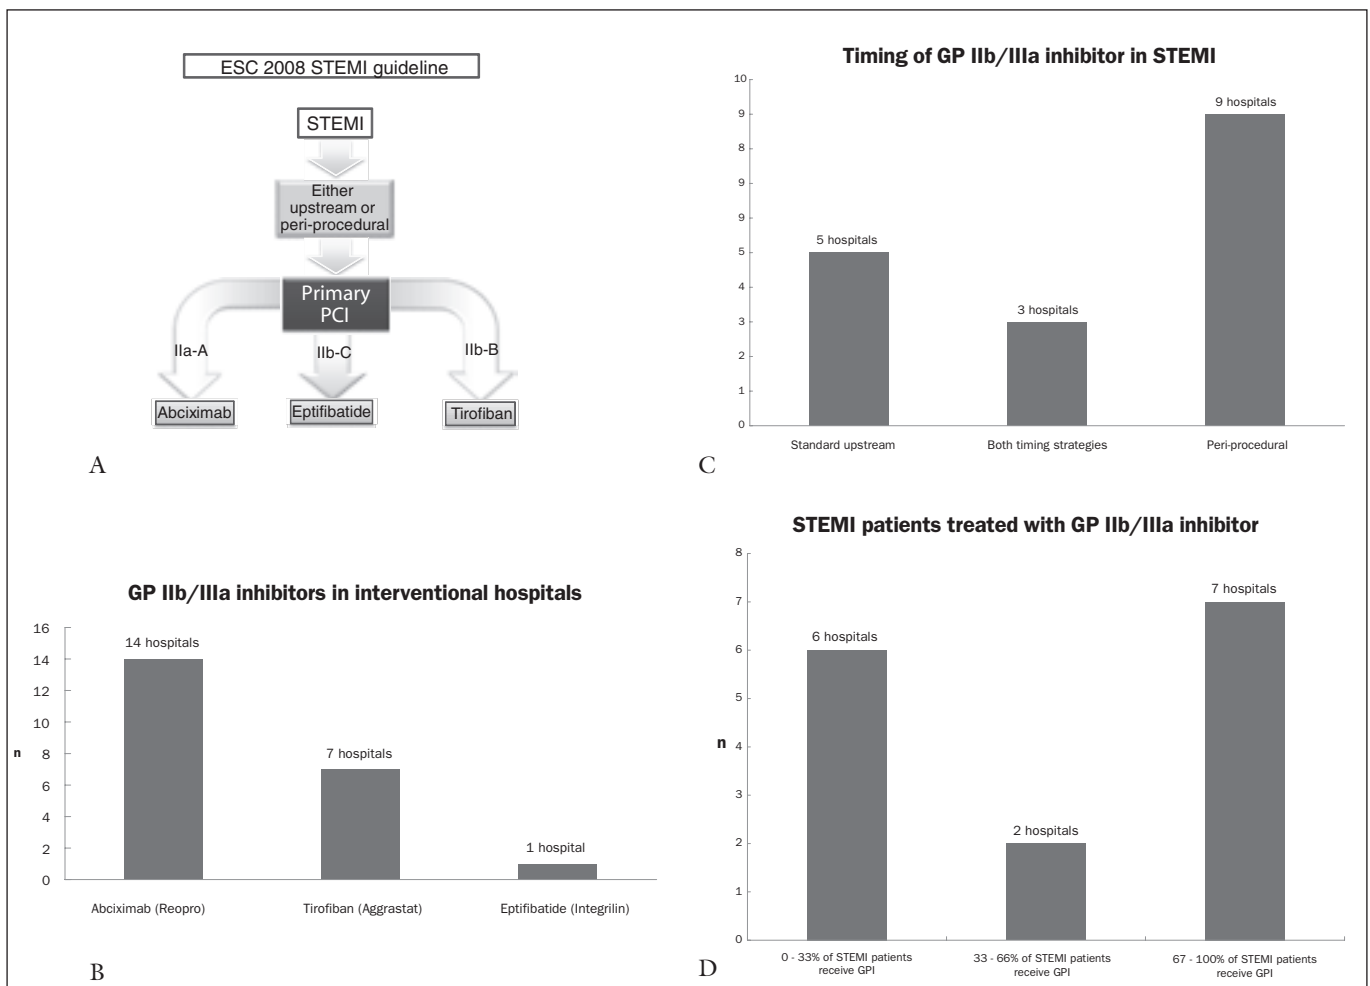 ESC 2008 STEMI guideline
STEMI
Either
upstream or
peri-procedural
Primary
PCI
IIa-A
IIb-C
IIb-B
Abciximab
Eptifibatide
Tirofiban
A
GP IIb/IIIa inhibitors in interventional hospitals
16
14
12
10
n
8
6
4
2
0
14 hospitals
7 hospitals
1 hospital
Abciximab (Reopro)
Tirofiban (Aggrastat)
Eptifibatide (Integrilin)
B
Timing of GP IIb/IIIa inhibitor in STEMI
10
9
8
9
9
5
4
3
2
1
0
5 hospitals
3 hospitals
9 hospitals
Standard upstream
Both timing strategies
Peri-procedural
C
STEMI patients treated with GP IIb/IIIa inhibitor
8
7
6
5
n
4
3
2
1
0
6 hospitals
2 hospitals
7 hospitals
0 - 33% of STEMI patients
receive GPI
33 - 66% of STEMI patients
receive GPI
67 - 100% of STEMI patients
receive GPI
D